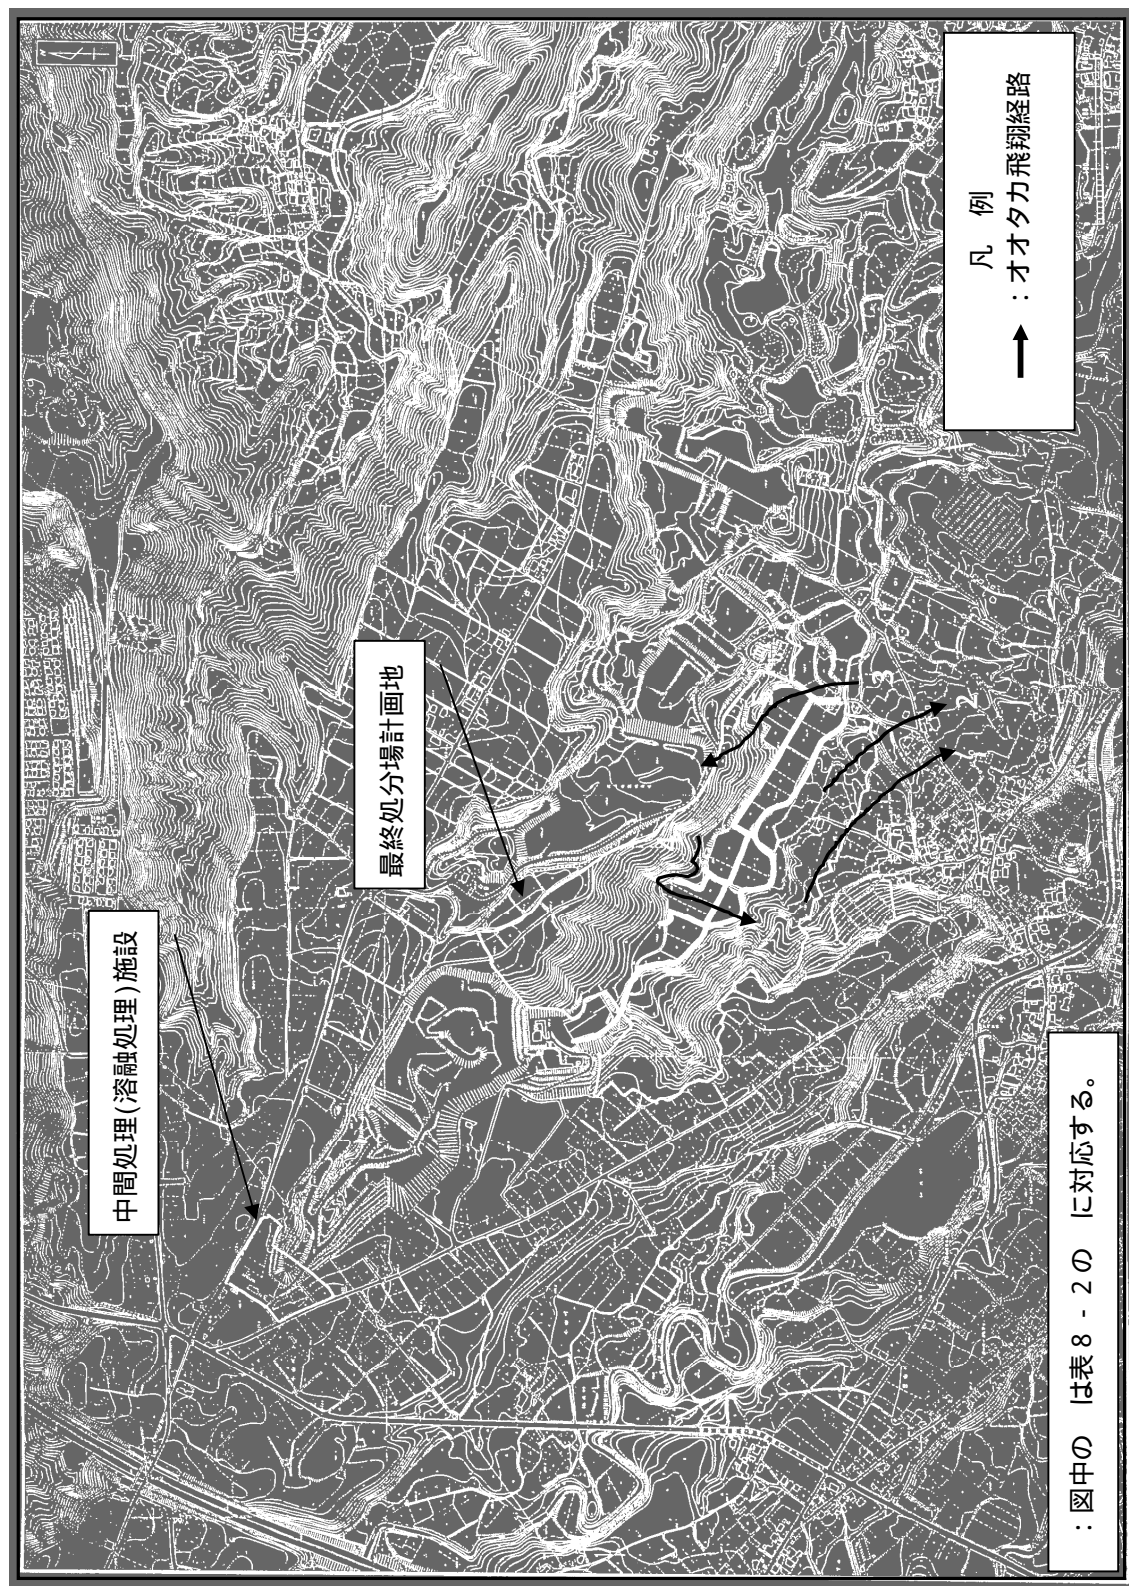 凡 例
：オオタカ飛翔経路
最終処分場計画地
中間処理(溶融処理)施設
3
2
：図中の は表8-2の に対応する。